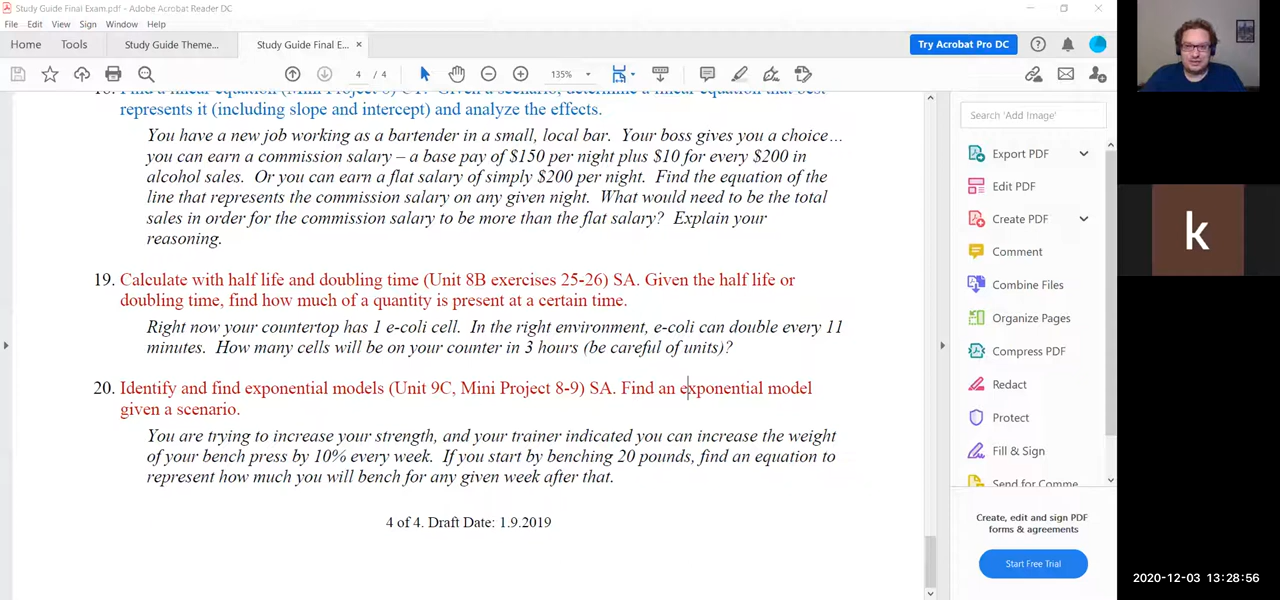 Study Guide Final Exam.pdf - Adobe Acrobat Reader DC
File Edit View Sign Window Help
Home Tools Study Guide Theme... Study Guide Final E... ×
Try Acrobat Pro DC
4 / 4 135%
represents it (including slope and intercept) and analyze the effects.
You have a new job working as a bartender in a small, local bar. Your boss gives you a choice…
you can earn a commission salary – a base pay of $150 per night plus $10 for every $200 in
alcohol sales. Or you can earn a flat salary of simply $200 per night. Find the equation of the
line that represents the commission salary on any given night. What would need to be the total
sales in order for the commission salary to be more than the flat salary? Explain your
reasoning.
19. Calculate with half life and doubling time (Unit 8B exercises 25-26) SA. Given the half life or
doubling time, find how much of a quantity is present at a certain time.
Right now your countertop has 1 e-coli cell. In the right environment, e-coli can double every 11
minutes. How many cells will be on your counter in 3 hours (be careful of units)?
20. Identify and find exponential models (Unit 9C, Mini Project 8-9) SA. Find an exponential model
given a scenario.
You are trying to increase your strength, and your trainer indicated you can increase the weight
of your bench press by 10% every week. If you start by benching 20 pounds, find an equation to
represent how much you will bench for any given week after that.
4 of 4. Draft Date: 1.9.2019
Search 'Add Image'
Export PDF
Edit PDF
Create PDF
Comment
Combine Files
Organize Pages
Compress PDF
Redact
Protect
Fill & Sign
Send for Comme
Create, edit and sign PDF
forms & agreements
Start Free Trial
k
2020-12-03 13:28:56